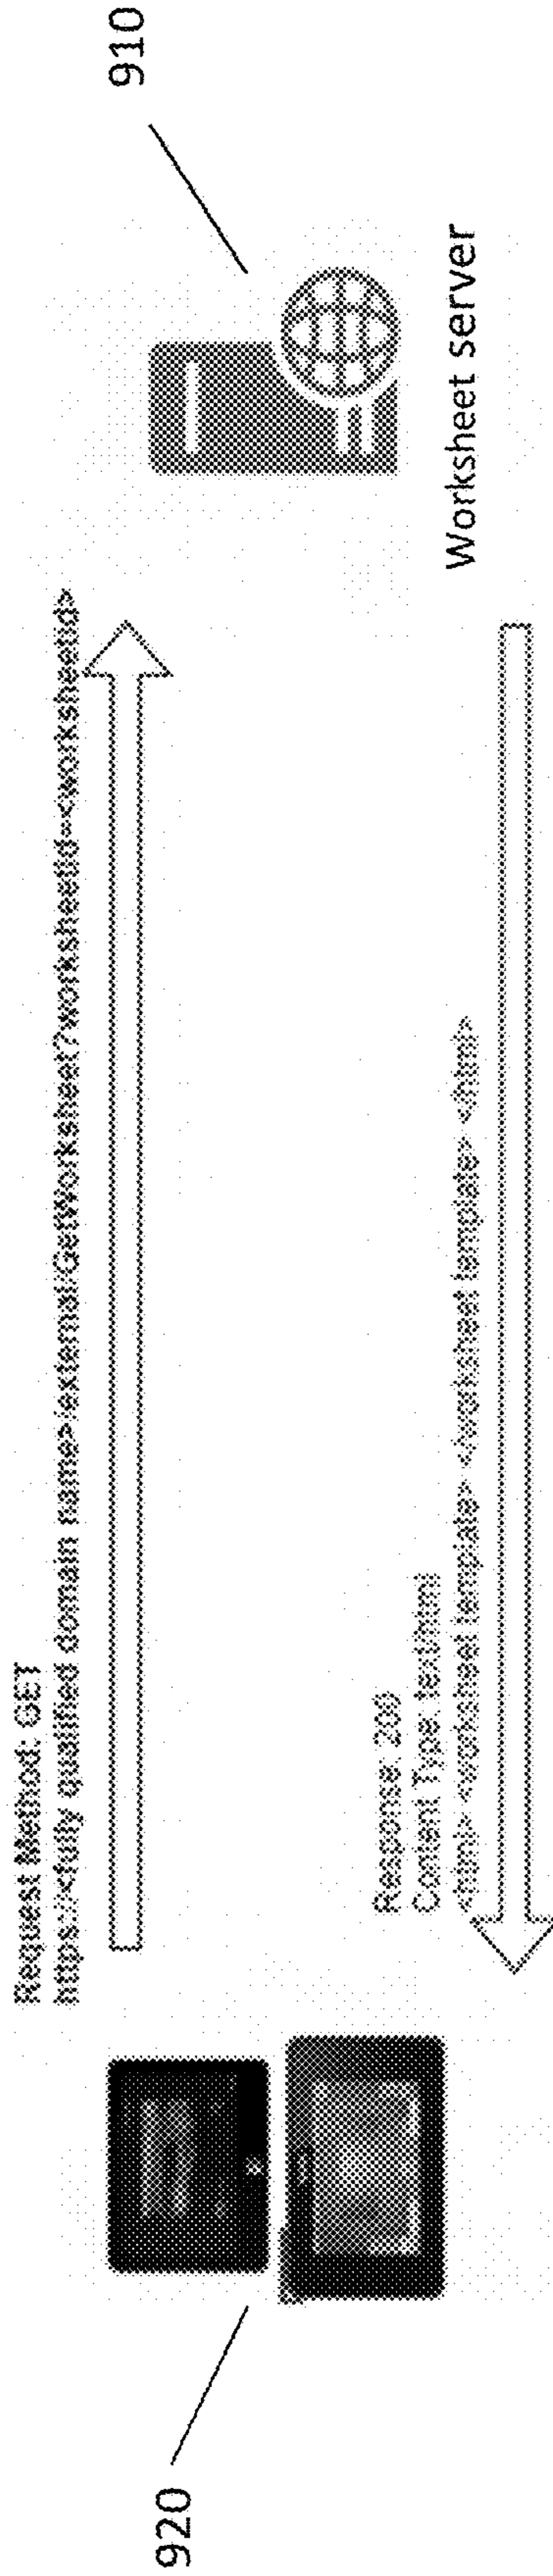 Request Method: GET
https://<fully qualified domain name>/external/GetWorksheet?worksheetid=<worksheetid>
910
920
Worksheet server
Response: 200
Content Type: text/html
<html> <worksheet template> </worksheet template> </html>